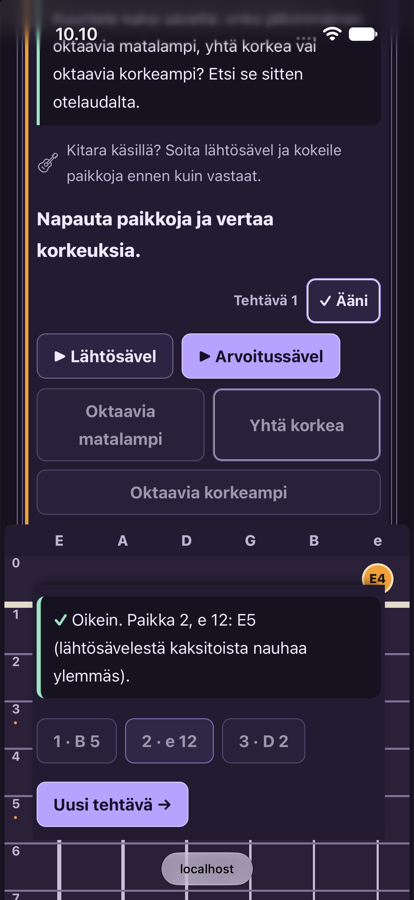 10.10
oktaavia matalampi, yhtä korkea vai
oktaavia korkeampi? Etsi se sitten
otelaudalta.
Kitara käsillä? Soita lähtösävel ja kokeile
paikkoja ennen kuin vastaat.
Napauta paikkoja ja vertaa
korkeuksia.
Tehtävä 1
✓ Ääni
▶ Lähtösävel
▶ Arvoitussävel
Oktaavia
matalampi
Yhtä korkea
Oktaavia korkeampi
E A D G B e
0
E4
1
✓ Oikein. Paikka 2, e 12: E5
(lähtösävelestä kaksitoista nauhaa
ylemmäs).
2
3
1 · B 5
2 · e 12
3 · D 2
4
5
Uusi tehtävä →
6
localhost
7